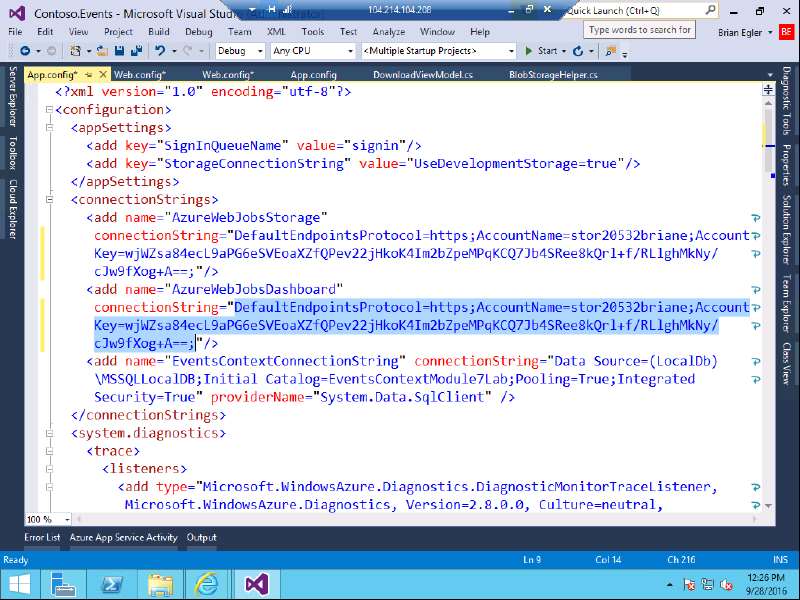 Contoso.Events - Microsoft Visual Stud
104.214.104.208
Quick Launch (Ctrl+Q)
File Edit View Project Build Debug Team XML Tools Test Analyze Window Help
Type words to search for
Brian Egler
BE
Debug Any CPU <Multiple Startup Projects> Start
App.config* Web.config* Web.config* App.config DownloadViewModel.cs BlobStorageHelper.cs
Server Explorer
Toolbox
Cloud Explorer
<?xml version="1.0" encoding="utf-8"?>
<configuration>
<appSettings>
<add key="SignInQueueName" value="signin"/>
<add key="StorageConnectionString" value="UseDevelopmentStorage=true"/>
</appSettings>
<connectionStrings>
<add name="AzureWebJobsStorage"
connectionString="DefaultEndpointsProtocol=https;AccountName=stor20532briane;Account
Key=wjWZsa84ecL9aPG6eSVEoaXZfQPev22jHkoK4Im2bZpeMPqKCQ7Jb4SRee8kQrl+f/RLlghMkNy/
cJw9fXog+A==;"/>
<add name="AzureWebJobsDashboard"
connectionString="DefaultEndpointsProtocol=https;AccountName=stor20532briane;Account
Key=wjWZsa84ecL9aPG6eSVEoaXZfQPev22jHkoK4Im2bZpeMPqKCQ7Jb4SRee8kQrl+f/RLlghMkNy/
cJw9fXog+A==;"/>
<add name="EventsContextConnectionString" connectionString="Data Source=(LocalDb)
\MSSQLLocalDB;Initial Catalog=EventsContextModule7Lab;Pooling=True;Integrated
Security=True" providerName="System.Data.SqlClient" />
</connectionStrings>
<system.diagnostics>
<trace>
<listeners>
<add type="Microsoft.WindowsAzure.Diagnostics.DiagnosticMonitorTraceListener,
Microsoft.WindowsAzure.Diagnostics, Version=2.8.0.0, Culture=neutral,
Diagnostic Tools
Properties
Solution Explorer
Team Explorer
Class View
100 %
Error List Azure App Service Activity Output
Ready Ln 9 Col 14 Ch 216 INS
12:26 PM
9/28/2016